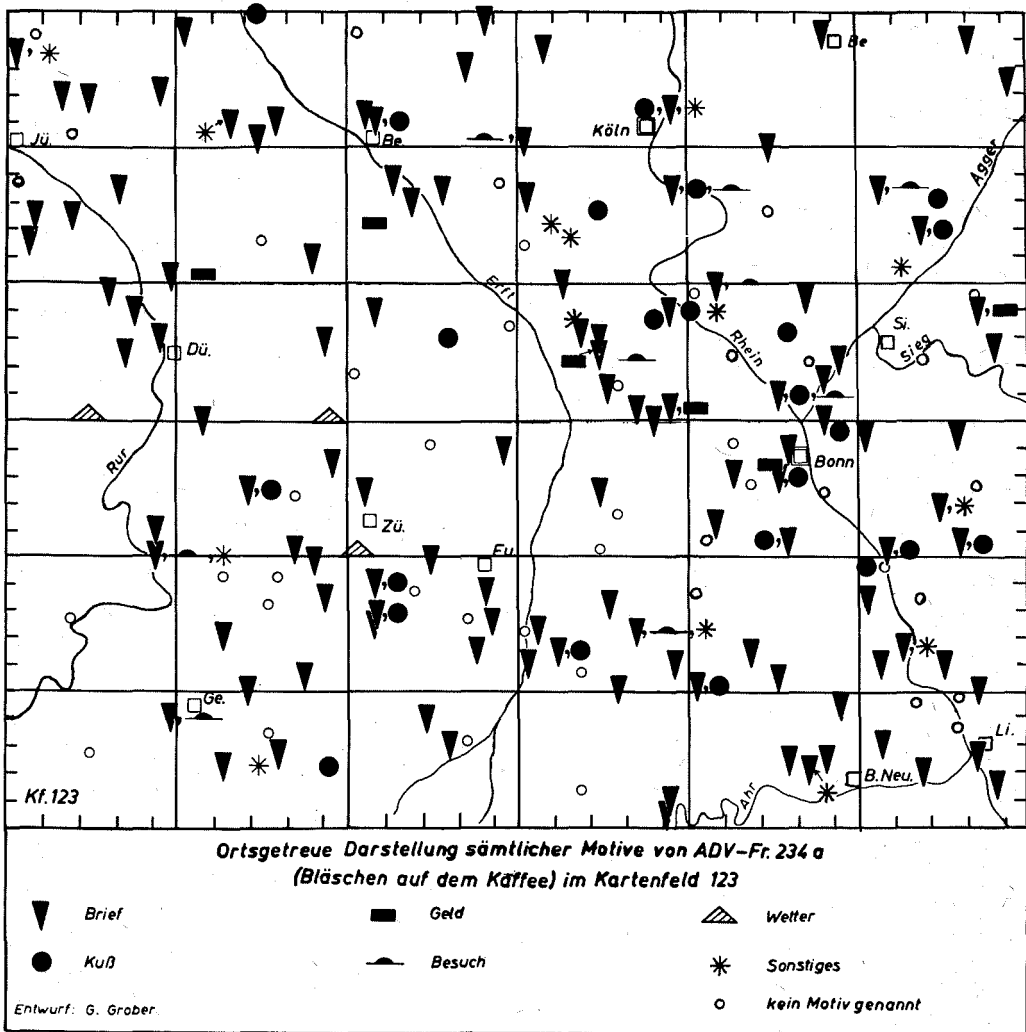 Be
Köln
Jü.
Be.
Agger
Erft
Rhein
Si.
Sieg
Dü.
Rur
Bonn
Zü.
Eu.
Ge.
Li.
B.Neu.
Ahr
Kf. 123
Ortsgetreue Darstellung sämtlicher Motive von ADV-Fr. 234 a
(Bläschen auf dem Kaffee) im Kartenfeld 123
Brief Geld Wetter
Kuß Besuch Sonstiges
kein Motiv genannt
Entwurf: G. Grober